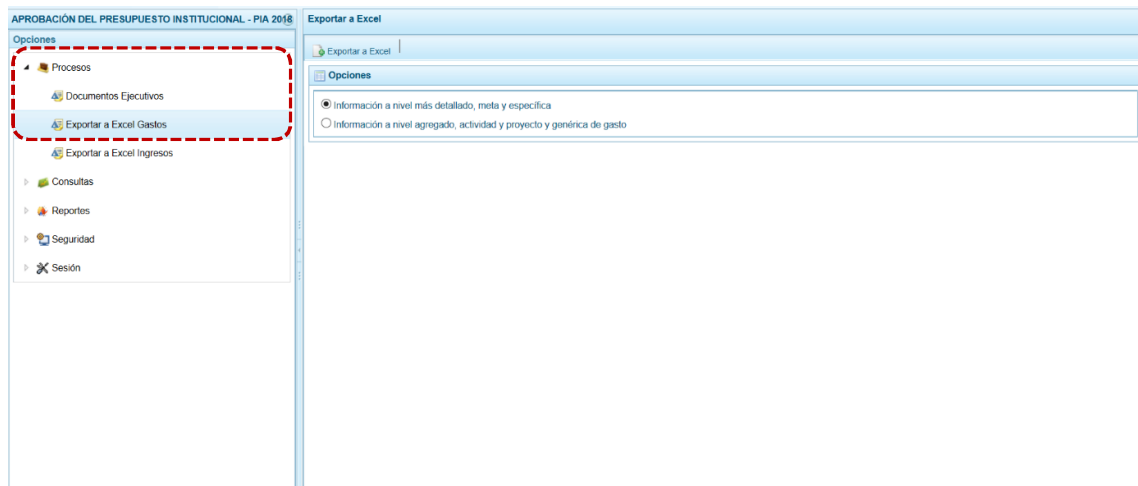 APROBACIÓN DEL PRESUPUESTO INSTITUCIONAL - PIA 2018
Opciones
Procesos
Documentos Ejecutivos
Exportar a Excel Gastos
Exportar a Excel Ingresos
Consultas
Reportes
Seguridad
Sesión
Exportar a Excel
Exportar a Excel
Opciones
Información a nivel más detallado, meta y específica
Información a nivel agregado, actividad y proyecto y genérica de gasto